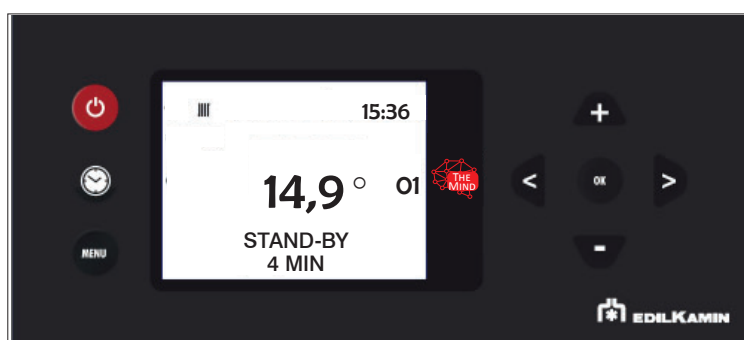 15:36
14,9 ° 01
THE
MIND
OK
MENU
STAND-BY
4 MIN
EDILKAMIN